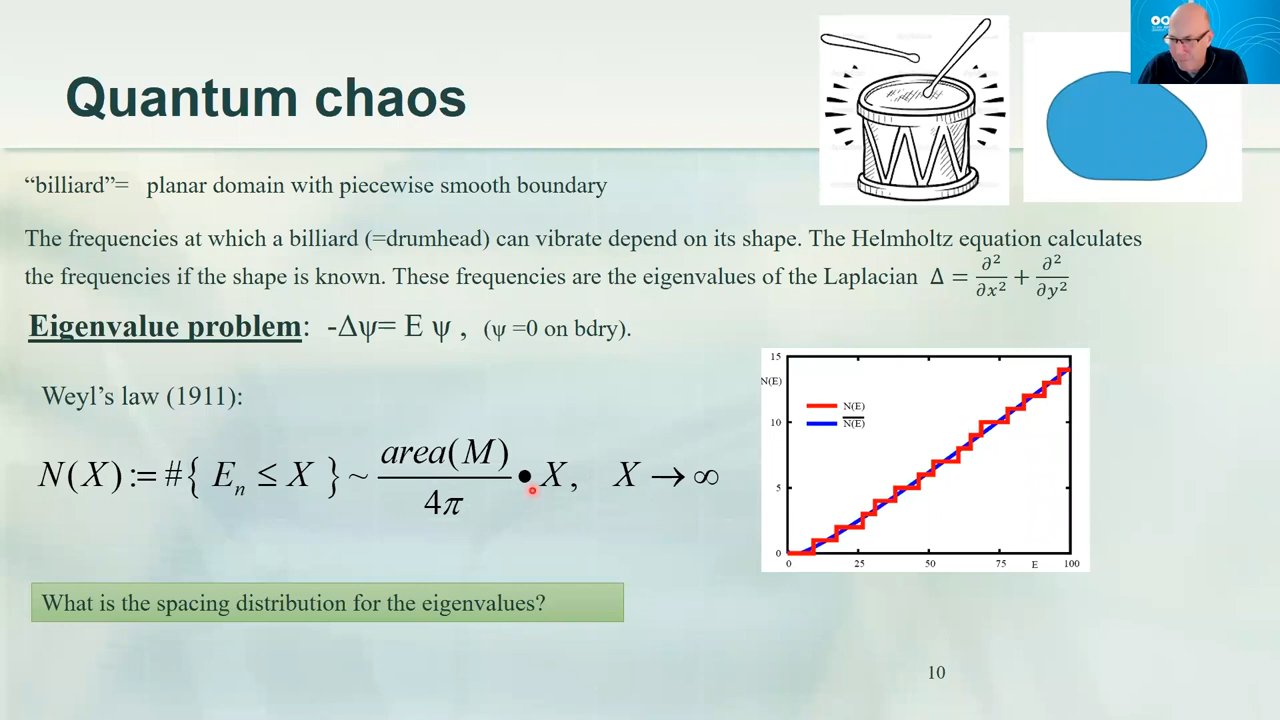 Quantum chaos
“billiard”= planar domain with piecewise smooth boundary
The frequencies at which a billiard (=drumhead) can vibrate depend on its shape. The Helmholtz equation calculates
the frequencies if the shape is known. These frequencies are the eigenvalues of the Laplacian Δ = ∂²/∂x² + ∂²/∂y²
Eigenvalue problem: -Δψ= E ψ , (ψ =0 on bdry).
Weyl’s law (1911):
N(X) := #{ Eₙ ≤ X } ~ area(M)/4π • X, X → ∞
What is the spacing distribution for the eigenvalues?
15
N(E)
10
5
0
N(E)
N(E)
0 25 50 75 E 100
10